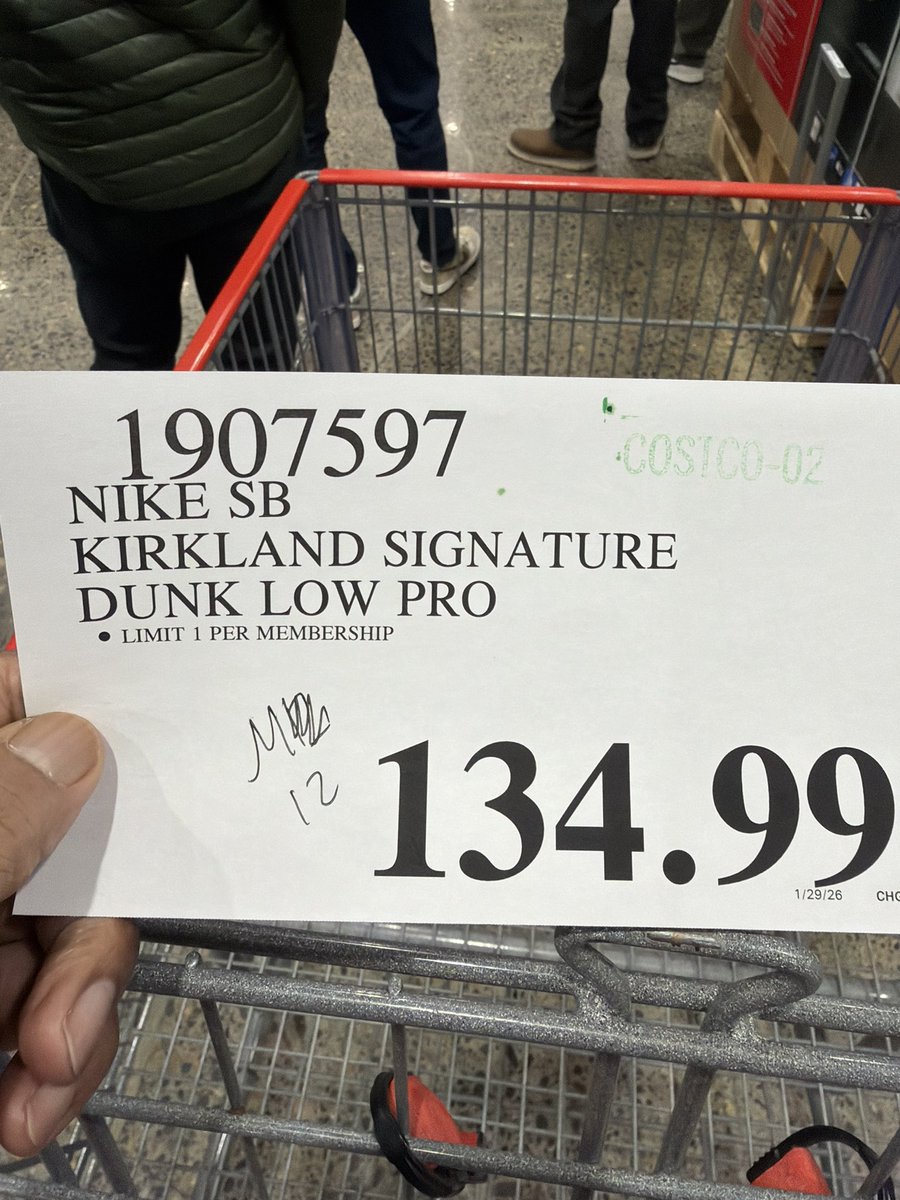 1907597
COSTCO-02
NIKE SB
KIRKLAND SIGNATURE
DUNK LOW PRO
• LIMIT 1 PER MEMBERSHIP
12
134.99
1/29/26